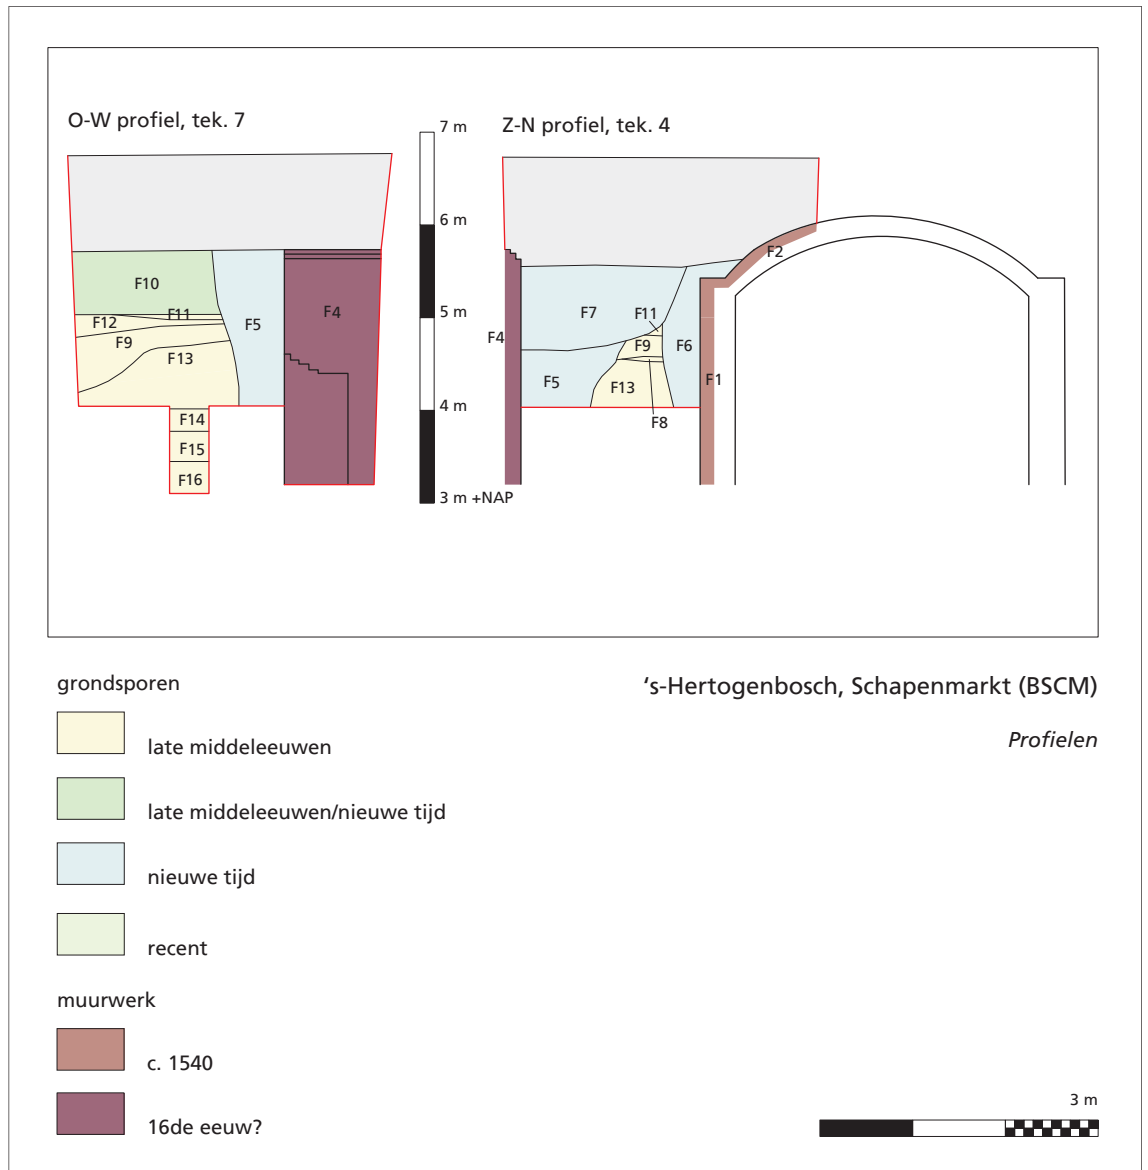 O-W profiel, tek. 7
7 m
Z-N profiel, tek. 4
6 m
F2
F10
F11
F5
F4
5 m
F7
F11
F12
F9
F13
F4
F9
F6
F5
F13
F1
4 m
F8
F14
F15
F16
3 m +NAP
grondsporen
late middeleeuwen
late middeleeuwen/nieuwe tijd
nieuwe tijd
recent
muurwerk
c. 1540
16de eeuw?
‘s-Hertogenbosch, Schapenmarkt (BSCM)
Profielen
3 m